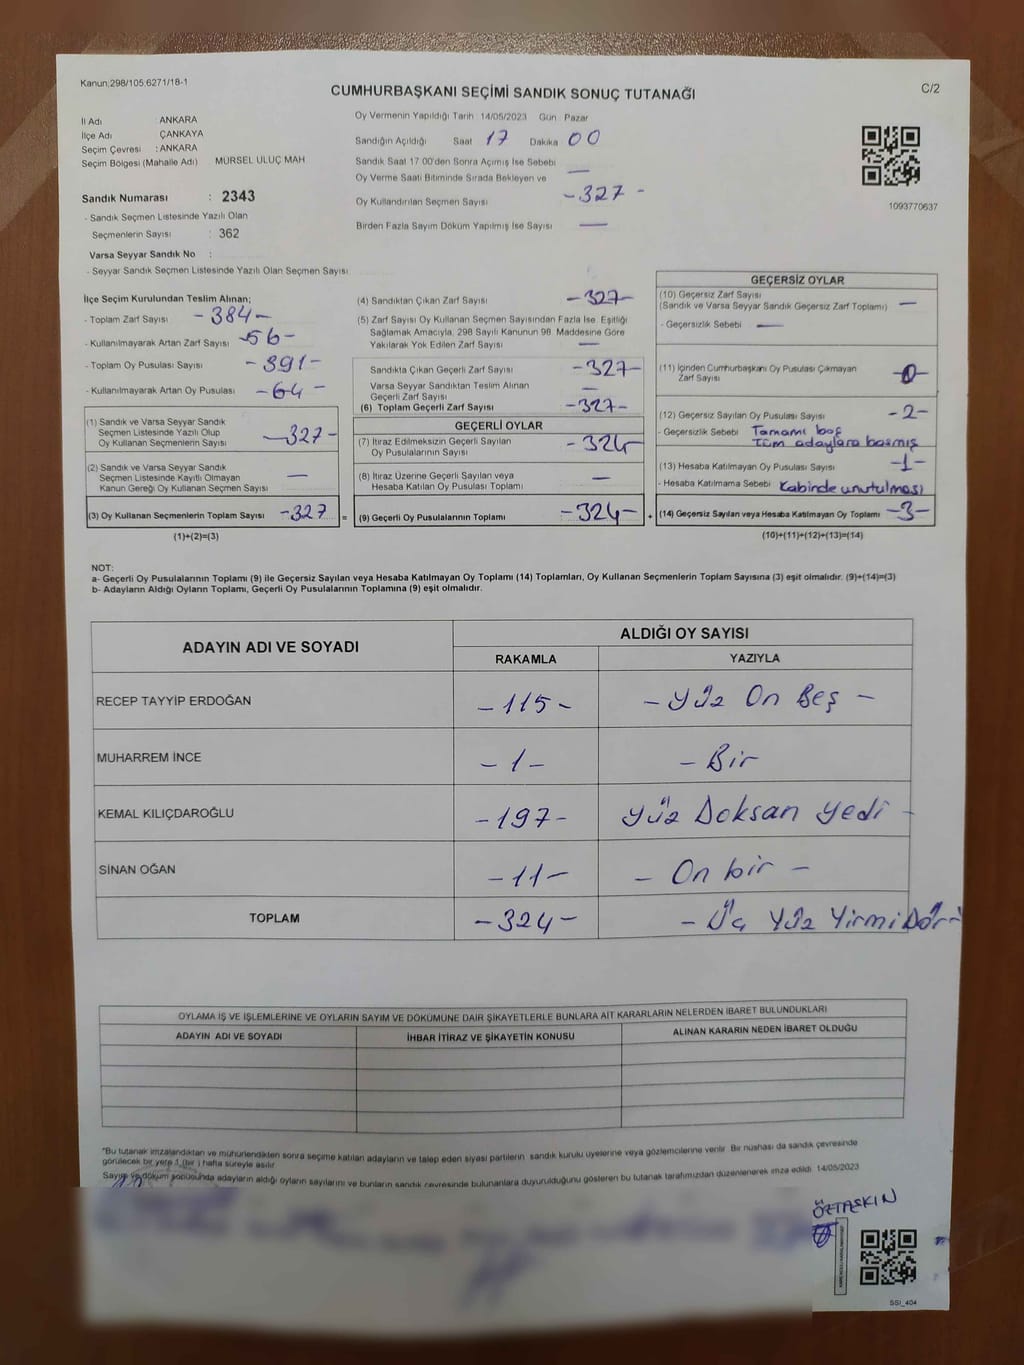 Kanun:298/105:6271/18-1
C/2
CUMHURBAŞKANI SEÇİMİ SANDIK SONUÇ TUTANAĞI
İl Adı : ANKARA
İlçe Adı : ÇANKAYA
Seçim Çevresi : ANKARA
Seçim Bölgesi (Mahalle Adı) MÜRSEL ULUÇ MAH
Sandık Numarası : 2343
- Sandık Seçmen Listesinde Yazılı Olan
Seçmenlerin Sayısı : 362
Varsa Seyyar Sandık No :
- Seyyar Sandık Seçmen Listesinde Yazılı Olan Seçmen Sayısı
Oy Vermenin Yapıldığı Tarih 14/05/2023 Gün Pazar
Sandığın Açıldığı Saat 17 Dakika 00
Sandık Saat 17:00'den Sonra Açılmış İse Sebebi —
Oy Verme Saati Bitiminde Sırada Bekleyen ve
Oy Kullandırılan Seçmen Sayısı -327-
Birden Fazla Sayım Döküm Yapılmış İse Sayısı —
1093770637
İlçe Seçim Kurulundan Teslim Alınan;
- Toplam Zarf Sayısı -384-
- Kullanılmayarak Artan Zarf Sayısı -56-
- Toplam Oy Pusulası Sayısı -391-
- Kullanılmayarak Artan Oy Pusulası -64-
(1) Sandık ve Varsa Seyyar Sandık
Seçmen Listesinde Yazılı Olup
Oy Kullanan Seçmenlerin Sayısı -327-
(2) Sandık ve Varsa Seyyar Sandık
Seçmen Listesinde Kayıtlı Olmayan
Kanun Gereği Oy Kullanan Seçmen Sayısı —
(3) Oy Kullanan Seçmenlerin Toplam Sayısı -327 =
(1)+(2)=(3)
(4) Sandıktan Çıkan Zarf Sayısı -327-
(5) Zarf Sayısı Oy Kullanan Seçmen Sayısından Fazla İse, Eşitliği
Sağlamak Amacıyla, 298 Sayılı Kanunun 98. Maddesine Göre
Yakılarak Yok Edilen Zarf Sayısı —
Sandıkta Çıkan Geçerli Zarf Sayısı -327-
Varsa Seyyar Sandıktan Teslim Alınan
Geçerli Zarf Sayısı —
(6) Toplam Geçerli Zarf Sayısı -327-
GEÇERLİ OYLAR
(7) İtiraz Edilmeksizin Geçerli Sayılan
Oy Pusulalarının Sayısı -324
(8) İtiraz Üzerine Geçerli Sayılan veya
Hesaba Katılan Oy Pusulası Toplamı —
(9) Geçerli Oy Pusulalarının Toplamı -324- +
GEÇERSİZ OYLAR
(10) Geçersiz Zarf Sayısı
(Sandık ve Varsa Seyyar Sandık Geçersiz Zarf Toplamı) —
- Geçersizlik Sebebi —
(11) İçinden Cumhurbaşkanı Oy Pusulası Çıkmayan
Zarf Sayısı -0-
(12) Geçersiz Sayılan Oy Pusulası Sayısı -2-
- Geçersizlik Sebebi Tamamı boş
Tüm adaylara basmış
(13) Hesaba Katılmayan Oy Pusulası Sayısı -1-
- Hesaba Katılmama Sebebi Kabinde unutulması
(14) Geçersiz Sayılan veya Hesaba Katılmayan Oy Toplamı -3-
(10)+(11)+(12)+(13)=(14)
NOT:
a- Geçerli Oy Pusulalarının Toplamı (9) ile Geçersiz Sayılan veya Hesaba Katılmayan Oy Toplamı (14) Toplamları, Oy Kullanan Seçmenlerin Toplam Sayısına (3) eşit olmalıdır. (9)+(14)=(3)
b- Adayların Aldığı Oyların Toplamı, Geçerli Oy Pusulalarının Toplamına (9) eşit olmalıdır.
ADAYIN ADI VE SOYADI
ALDIĞI OY SAYISI
RAKAMLA YAZIYLA
RECEP TAYYİP ERDOĞAN -115- -Yüz On Beş-
MUHARREM İNCE -1- -Bir
KEMAL KILIÇDAROĞLU -197- Yüz Doksan Yedi -
SİNAN OĞAN -11- -On bir-
TOPLAM -324- -Üç Yüz Yirmi Dört-
OYLAMA İŞ VE İŞLEMLERİNE VE OYLARIN SAYIM VE DÖKÜMÜNE DAİR ŞİKAYETLERLE BUNLARA AİT KARARLARIN NELERDEN İBARET BULUNDUKLARI
ADAYIN ADI VE SOYADI İHBAR İTİRAZ VE ŞİKAYETİN KONUSU ALINAN KARARIN NEDEN İBARET OLDUĞU
*Bu tutanak imzalandıktan ve mühürlendikten sonra seçime katılan adayların ve talep eden siyasi partilerin sandık kurulu üyelerine veya gözlemcilerine verilir. Bir nüshası da sandık çevresinde
görülecek bir yere 1 (bir) hafta süreyle asılır.
Sayım ve döküm sonucunda adayların aldığı oyların sayılarını ve bunların sandık çevresinde bulunanlara duyurulduğunu gösteren bu tutanak tarafımızdan düzenlenerek imza edildi. 14/05/2023
ÖZTAŞKIN
SSI_404